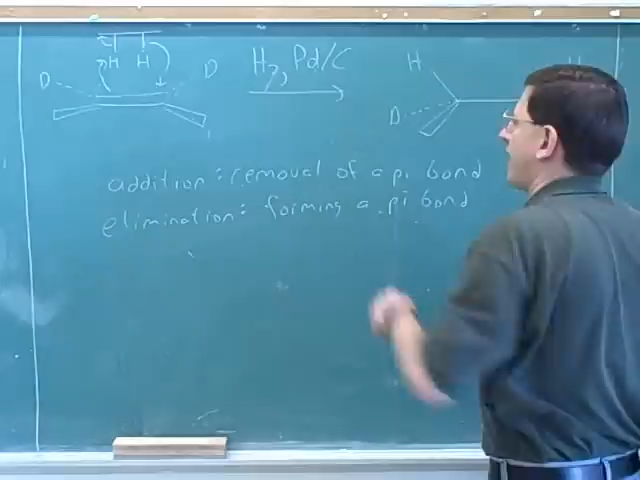 H H
D D H₂, Pd/C H H
D
addition: removal of a pi bond
elimination: forming a pi bond